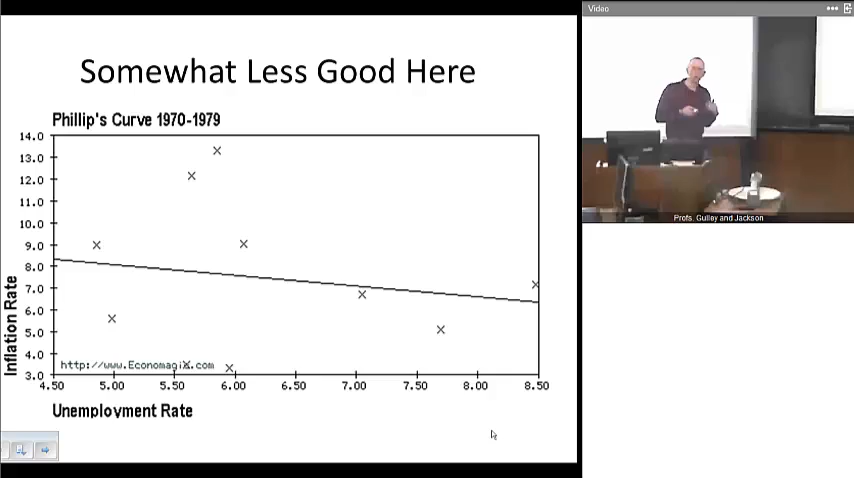 Somewhat Less Good Here
Phillip's Curve 1970-1979
14.0
13.0
12.0
11.0
10.0
9.0
8.0
7.0
6.0
5.0
4.0
3.0
Inflation Rate
http://www.Economagic.com
4.50 5.00 5.50 6.00 6.50 7.00 7.50 8.00 8.50
Unemployment Rate
Video
Profs. Gulley and Jackson